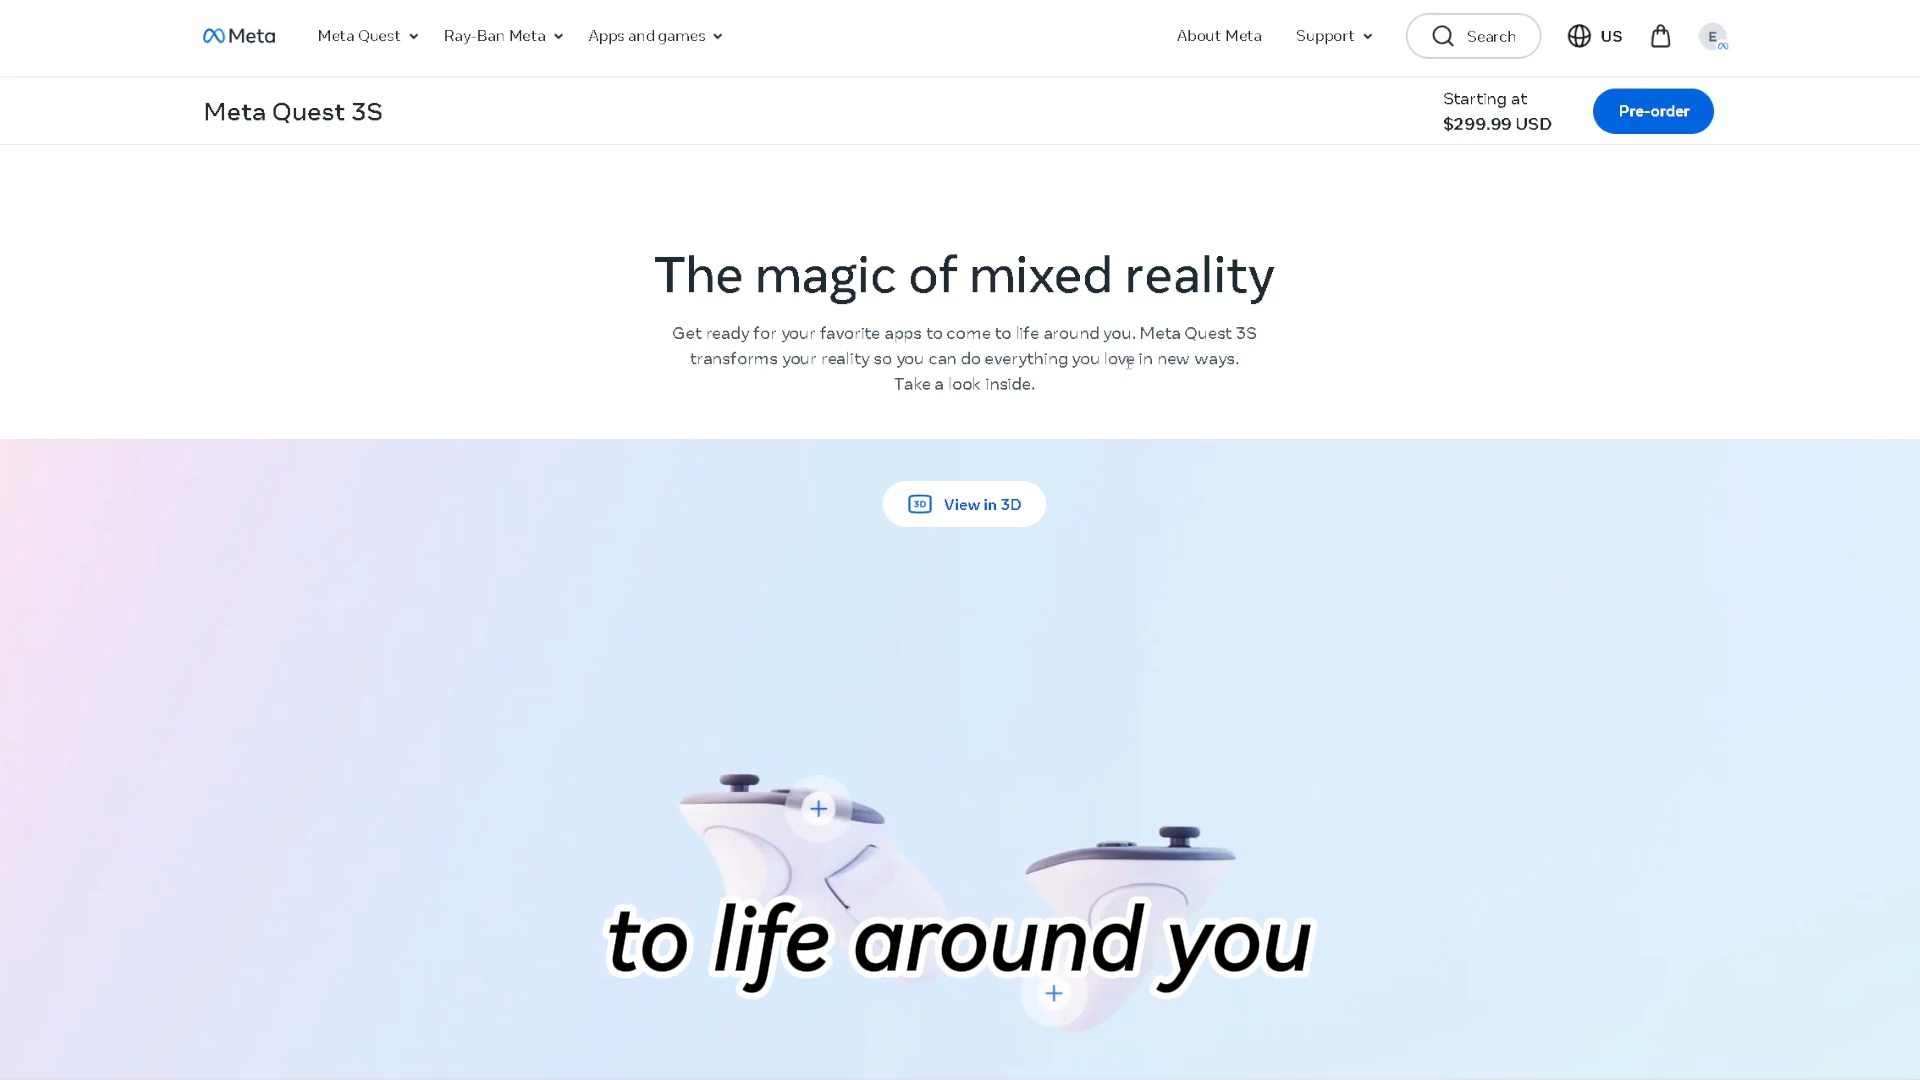 Meta
Meta Quest
Ray-Ban Meta
Apps and games
About Meta
Support
Search
US
E
Meta Quest 3S
Starting at
$299.99 USD
Pre-order
The magic of mixed reality
Get ready for your favorite apps to come to life around you. Meta Quest 3S
transforms your reality so you can do everything you love in new ways.
Take a look inside.
3D View in 3D
to life around you